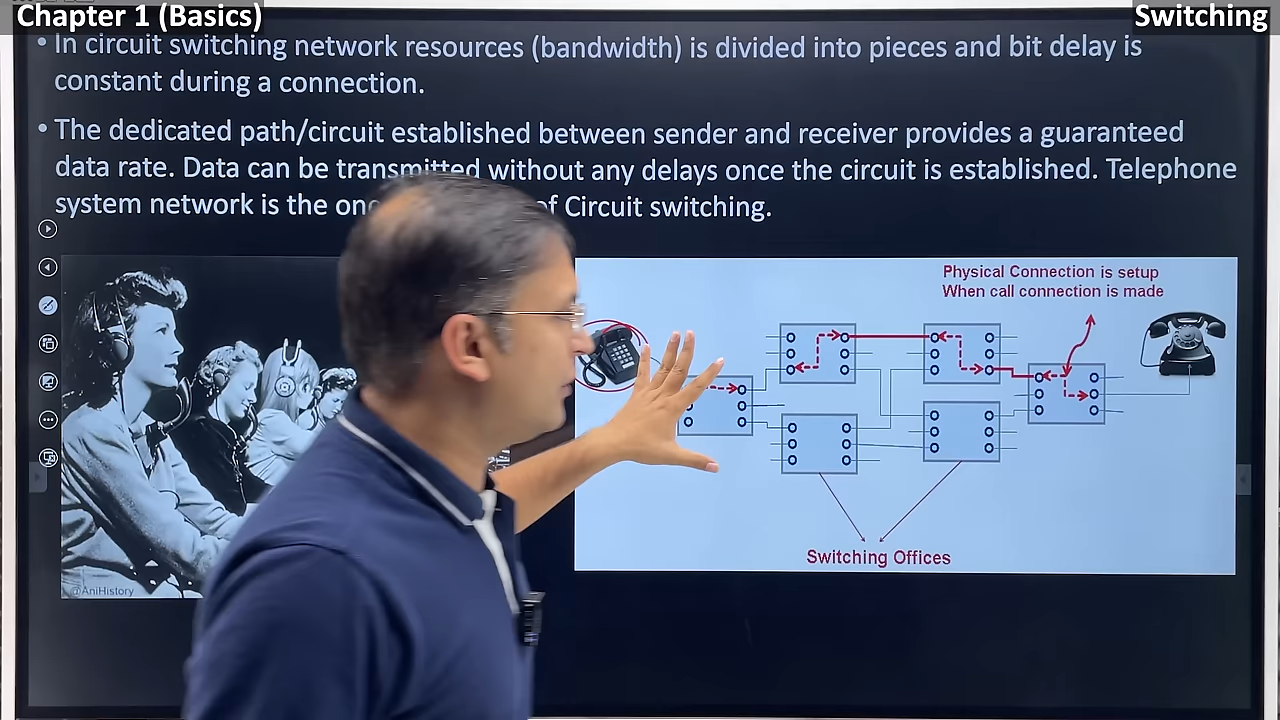 Chapter 1 (Basics)
Switching
• In circuit switching network resources (bandwidth) is divided into pieces and bit delay is
constant during a connection.
• The dedicated path/circuit established between sender and receiver provides a guaranteed
data rate. Data can be transmitted without any delays once the circuit is established. Telephone
system network is the one of Circuit switching.
Physical Connection is setup
When call connection is made
Switching Offices
@AniHistory